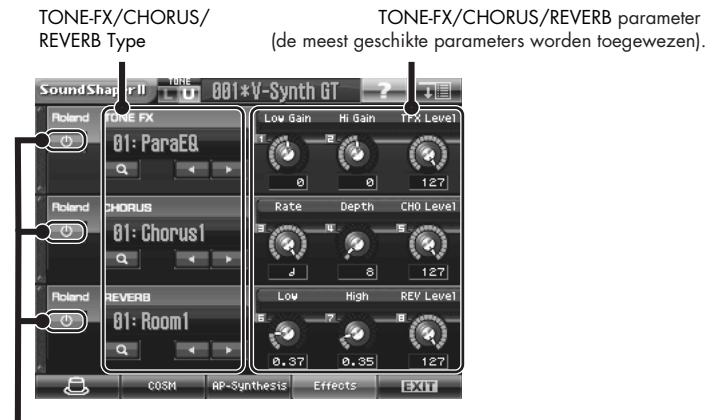 TONE-FX/CHORUS/
REVERB Type
TONE-FX/CHORUS/REVERB parameter
(de meest geschikte parameters worden toegewezen).
SoundShaper II TONE L U 001*V-Synth GT ?
Roland TONE FX Low Gain Hi Gain TFX Level
01: ParaEQ 1 2
0 0 127
Roland CHORUS Rate Depth CHO Level
01: Chorus1 3 4 5
8 127
Roland REVERB Low High REV Level
01: Room1 6 7 8
0.37 0.35 127
COSM AP-Synthesis Effects EXIT